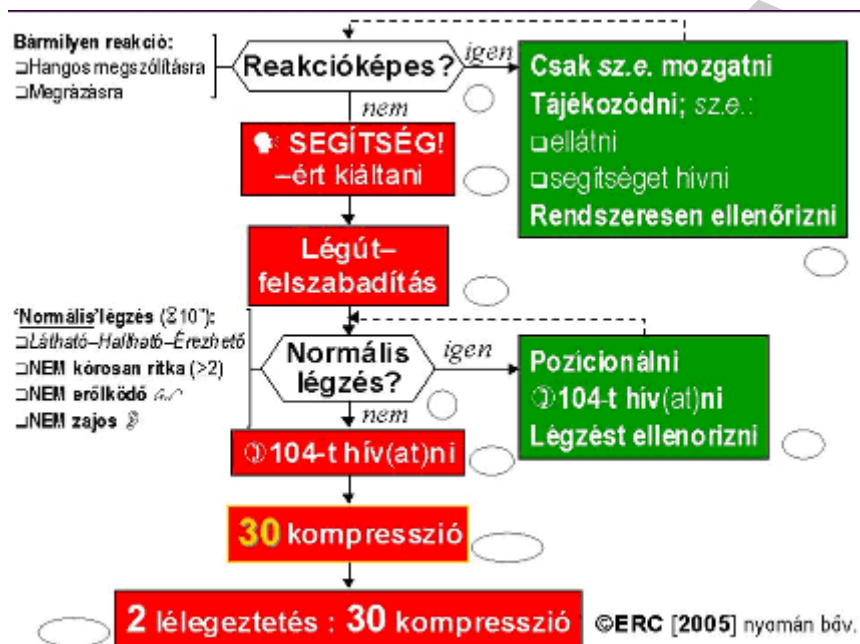 Bármilyen reakció:
❑Hangos megszólításra
❑Megrázásra
Reakcióképes?
igen
nem
Csak sz.e. mozgatni
Tájékozódni; sz.e.:
❑ellátni
❑segítséget hívni
Rendszeresen ellenőrizni
SEGÍTSÉG!
–ért kiáltani
Légút–
felszabadítás
'Normális' légzés (10"):
❑Látható–Hallható–Érezhető
❑NEM kórosan ritka (>2)
❑NEM erőlködő
❑NEM zajos
Normális
légzés?
igen
nem
Pozícionálni
104-t hív(at)ni
Légzést ellenorizni
104-t hív(at)ni
30 kompresszió
2 lélegeztetés : 30 kompresszió
©ERC [2005] nyomán bőv.